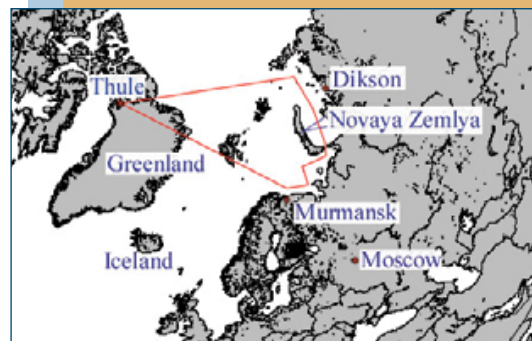 Thule
Dikson
Novaya Zemlya
Greenland
Murmansk
Iceland
Moscow